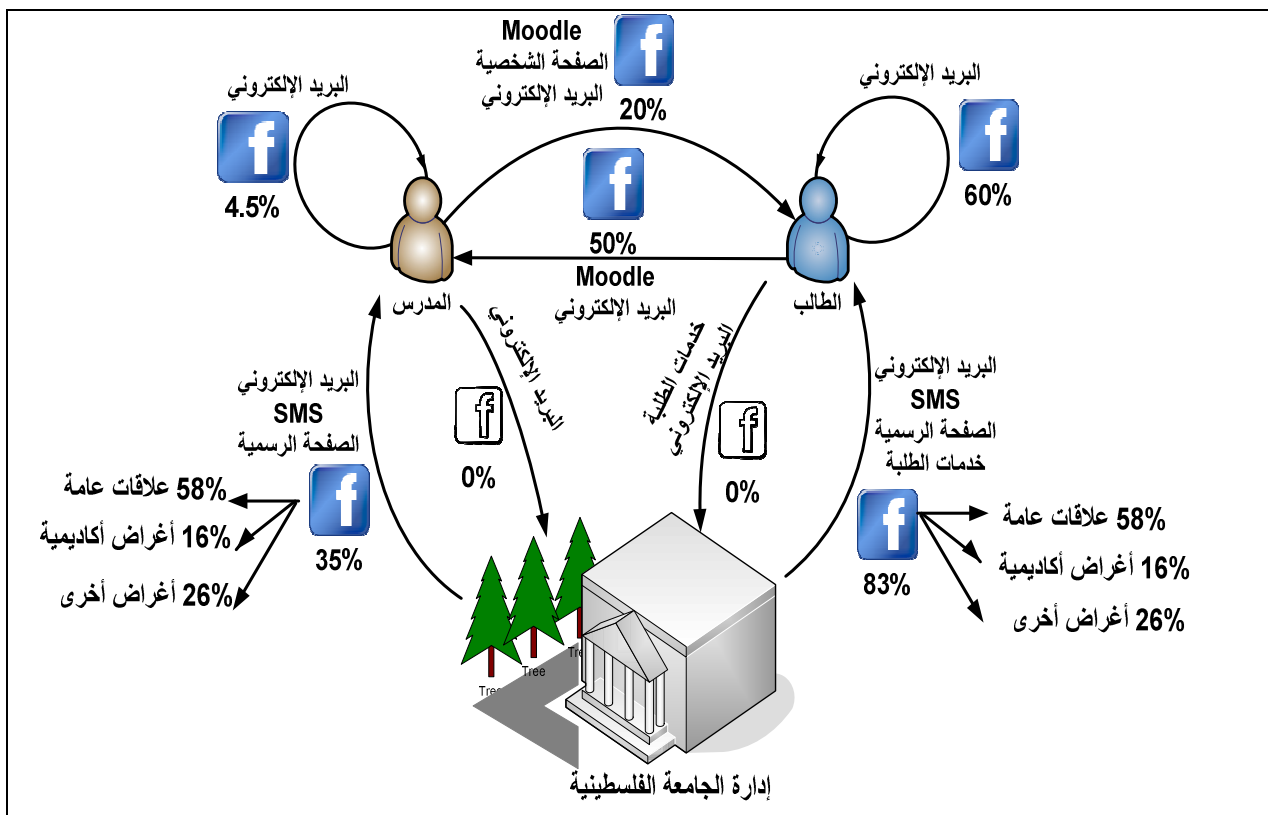 Moodle
الصفحة الشخصية
البريد الإلكتروني
20%
البريد الإلكتروني
4.5%
البريد الإلكتروني
60%
50%
Moodle
البريد الإلكتروني
المدرس
الطالب
البريد الإلكتروني
0%
خدمات الطلبة
البريد الإلكتروني
0%
البريد الإلكتروني
SMS
الصفحة الرسمية
35%
58% علاقات عامة
16% أغراض أكاديمية
26% أغراض أخرى
البريد الإلكتروني
SMS
الصفحة الرسمية
خدمات الطلبة
83%
58% علاقات عامة
16% أغراض أكاديمية
26% أغراض أخرى
Tree
Tree
Tre
إدارة الجامعة الفلسطينية